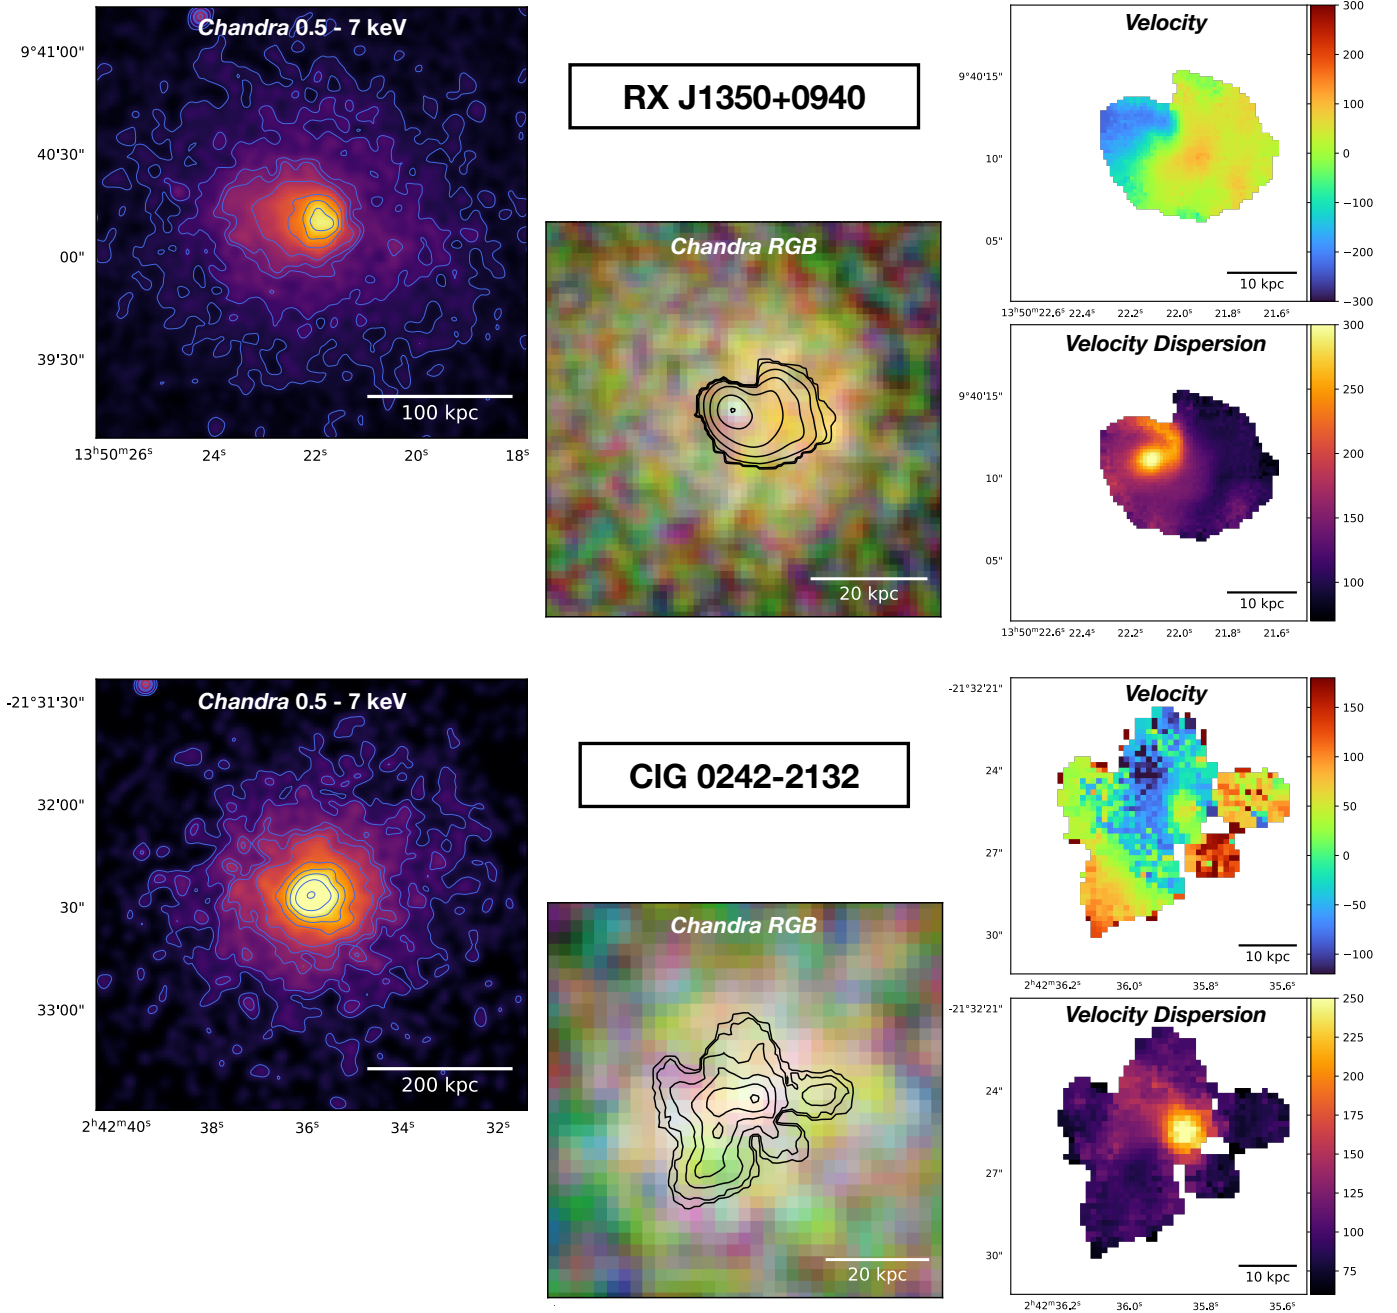 Chandra 0.5 - 7 keV
9°41'00"
40'30"
00"
39'30"
100 kpc
13ʰ50ᵐ26ˢ
24ˢ
22ˢ
20ˢ
18ˢ
RX J1350+0940
Chandra RGB
20 kpc
Velocity
9°40'15"
10"
05"
10 kpc
13ʰ50ᵐ22.6ˢ
22.4ˢ
22.2ˢ
22.0ˢ
21.8ˢ
21.6ˢ
300
200
100
0
−100
−200
−300
Velocity Dispersion
9°40'15"
10"
05"
10 kpc
13ʰ50ᵐ22.6ˢ
22.4ˢ
22.2ˢ
22.0ˢ
21.8ˢ
21.6ˢ
300
250
200
150
100
Chandra 0.5 - 7 keV
-21°31'30"
32'00"
30"
33'00"
200 kpc
2ʰ42ᵐ40ˢ
38ˢ
36ˢ
34ˢ
32ˢ
CIG 0242-2132
Chandra RGB
20 kpc
Velocity
-21°32'21"
24"
27"
30"
10 kpc
2ʰ42ᵐ36.2ˢ
36.0ˢ
35.8ˢ
35.6ˢ
150
100
50
0
−50
−100
Velocity Dispersion
-21°32'21"
24"
27"
30"
10 kpc
2ʰ42ᵐ36.2ˢ
36.0ˢ
35.8ˢ
35.6ˢ
250
225
200
175
150
125
100
75